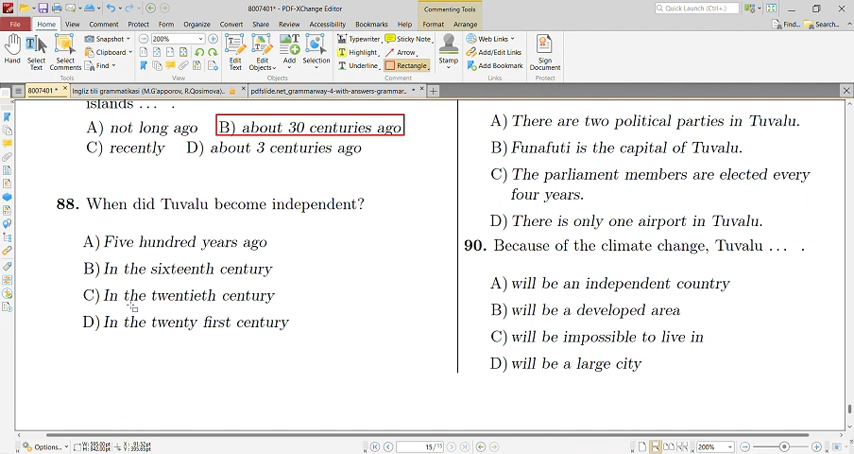 8007401* - PDF-XChange Editor
Commenting Tools
Quick Launch (Ctrl+.)
File Home View Comment Protect Form Organize Convert Share Review Accessibility Bookmarks Help Format Arrange
Find... Search...
Hand
Select Text
Select Comments
Snapshot
Clipboard
Find
200%
Edit Text
Edit Objects
Add
Selection
Typewriter
Highlight
Underline
Sticky Note
Arrow
Rectangle
Stamp
Web Links
Add/Edit Links
Add Bookmark
Sign Document
Tools View Objects Comment Links Protect
8007401 * × Ingliz tili grammatikasi (M.G'apporov, R.Qosimova).. × pdfslide.net_grammarway-4-with-answers-grammar.. * ×
islands ... .
A) not long ago B) about 30 centuries ago
C) recently D) about 3 centuries ago
88. When did Tuvalu become independent?
A) Five hundred years ago
B) In the sixteenth century
C) In the twentieth century
D) In the twenty first century
A) There are two political parties in Tuvalu.
B) Funafuti is the capital of Tuvalu.
C) The parliament members are elected every
four years.
D) There is only one airport in Tuvalu.
90. Because of the climate change, Tuvalu ... .
A) will be an independent country
B) will be a developed area
C) will be impossible to live in
D) will be a large city
Options...
15/15
200%